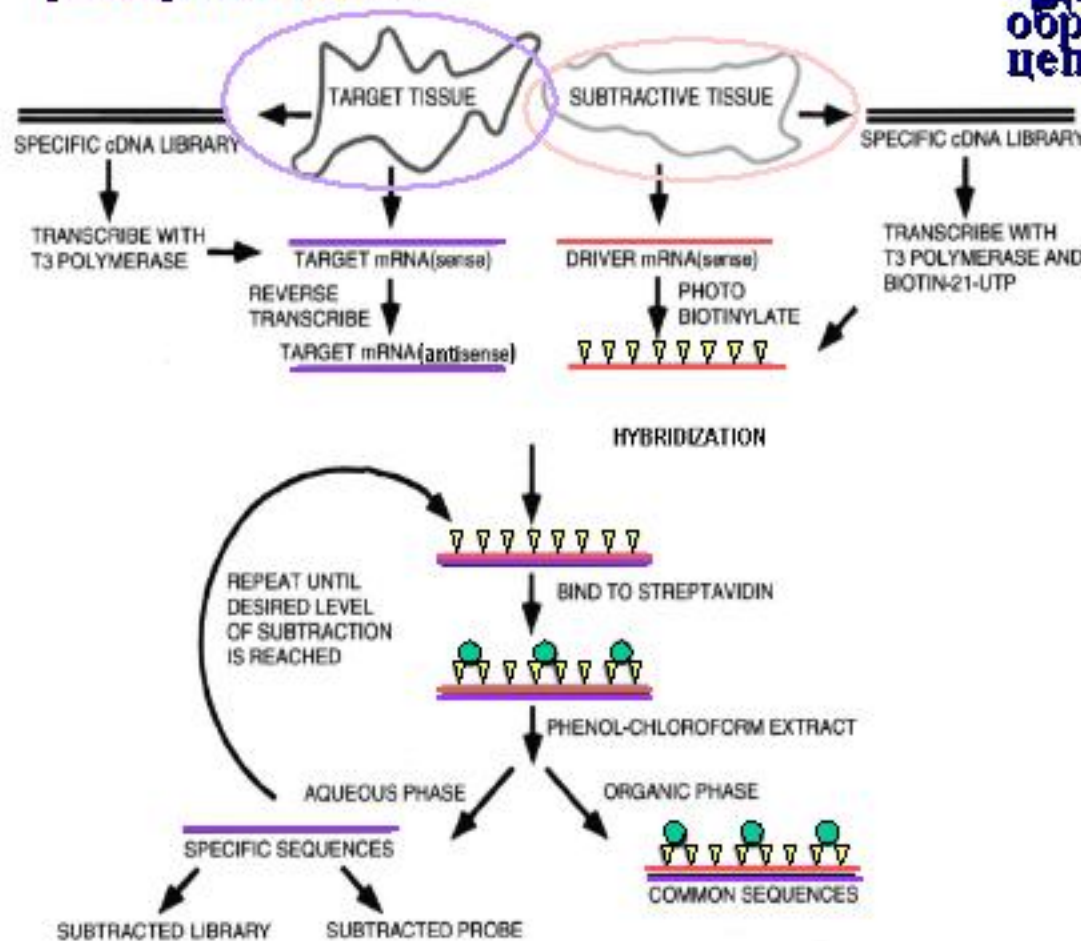 обр
цен
TARGET TISSUE
SUBTRACTIVE TISSUE
SPECIFIC cDNA LIBRARY
SPECIFIC cDNA LIBRARY
TRANSCRIBE WITH
T3 POLYMERASE
TARGET mRNA(sense)
DRIVER mRNA(sense)
TRANSCRIBE WITH
T3 POLYMERASE AND
BIOTIN-21-UTP
REVERSE
TRANSCRIBE
PHOTO
BIOTINYLATE
TARGET mRNA(antisense)
HYBRIDIZATION
REPEAT UNTIL
DESIRED LEVEL
OF SUBTRACTION
IS REACHED
BIND TO STREPTAVIDIN
PHENOL-CHLOROFORM EXTRACT
AQUEOUS PHASE
ORGANIC PHASE
SPECIFIC SEQUENCES
COMMON SEQUENCES
SUBTRACTED LIBRARY
SUBTRACTED PROBE